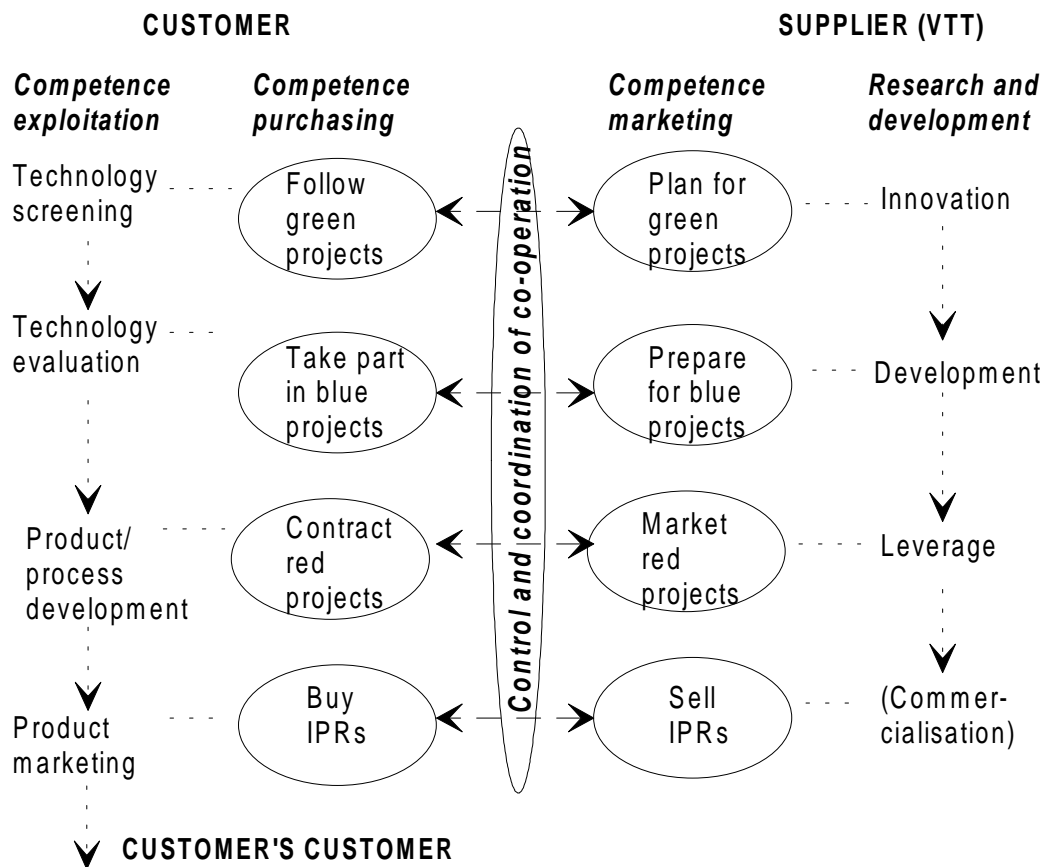 CUSTOMER
SUPPLIER (VTT)
Competence
exploitation
Competence
purchasing
Competence
marketing
Research and
development
Technology
screening
Follow
green
projects
Plan for
green
projects
Innovation
Technology
evaluation
Take part
in blue
projects
Prepare
for blue
projects
Development
Product/
process
development
Contract
red
projects
Market
red
projects
Leverage
Product
marketing
Buy
IPRs
Sell
IPRs
(Commer-
cialisation)
Control and coordination of co-operation
CUSTOMER'S CUSTOMER